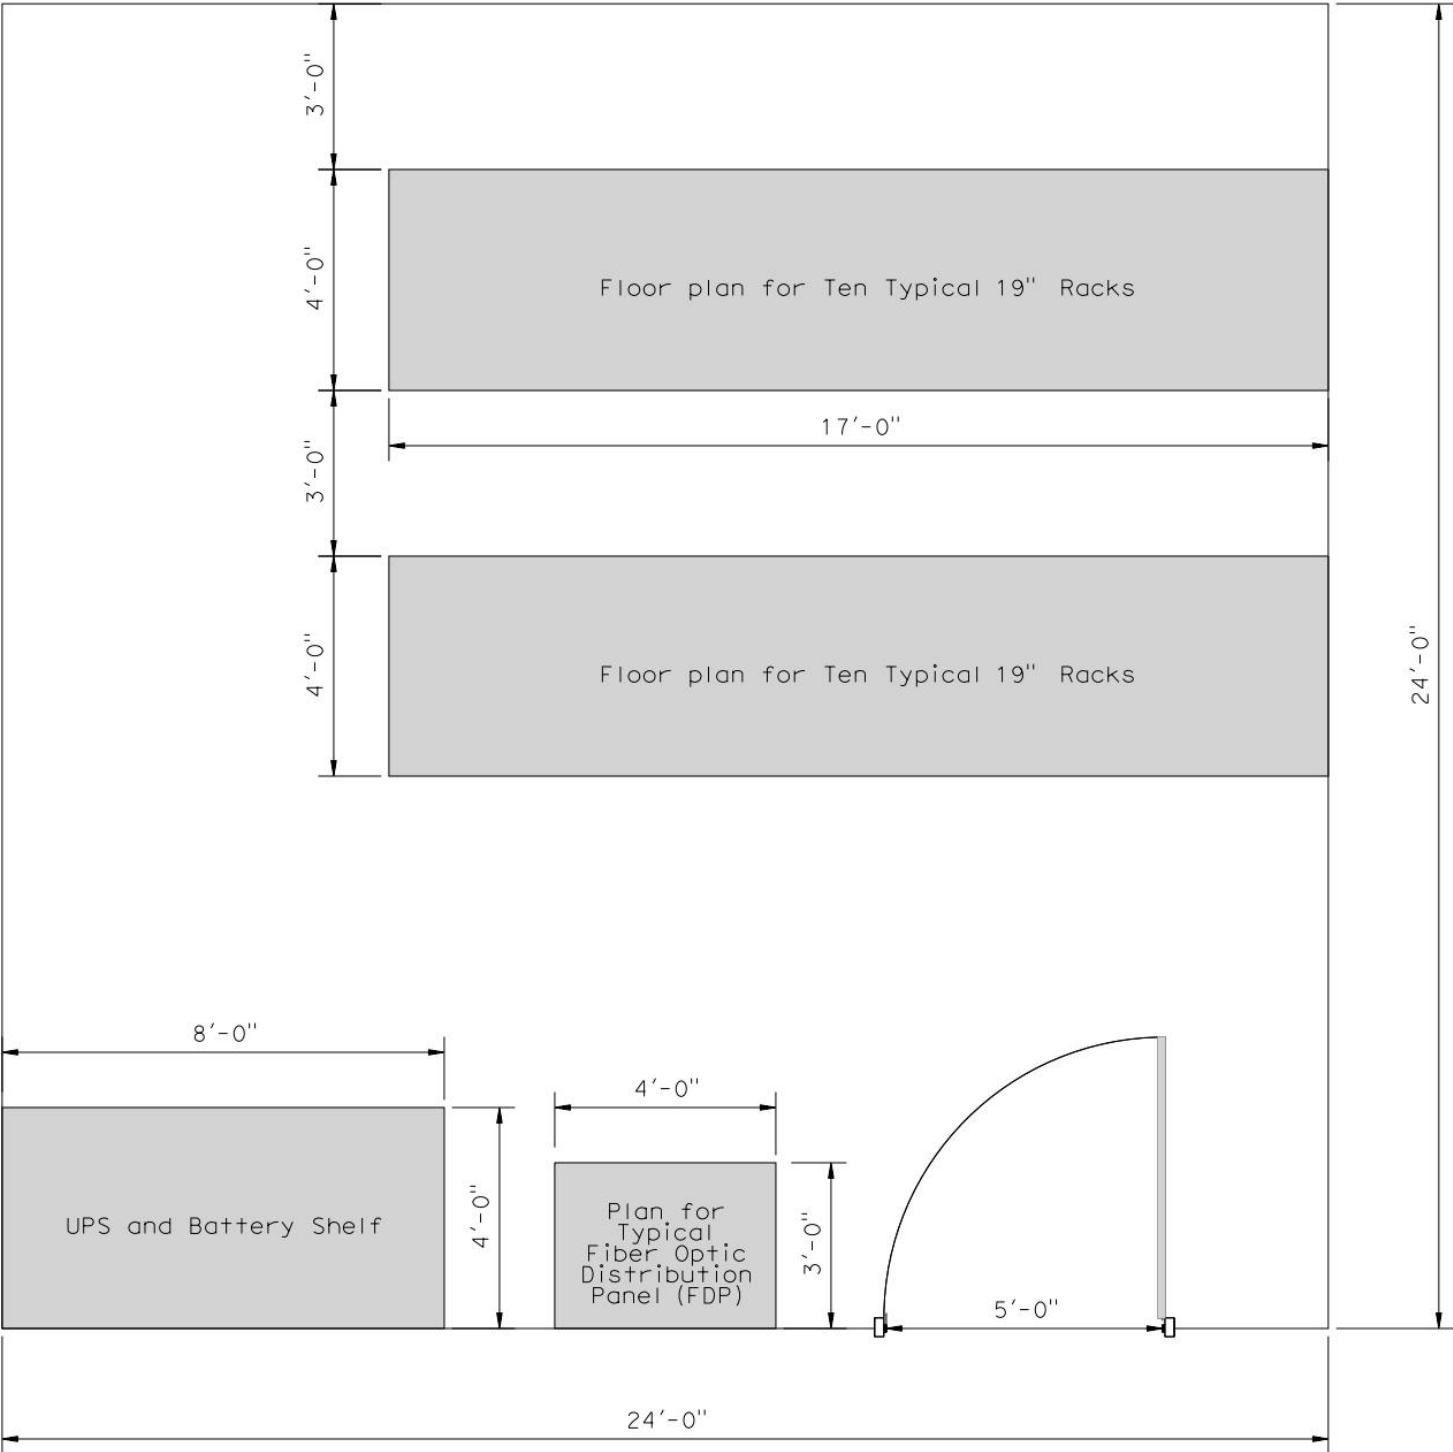 3'-0"
4'-0"
Floor plan for Ten Typical 19" Racks
17'-0"
3'-0"
4'-0"
Floor plan for Ten Typical 19" Racks
24'-0"
8'-0"
4'-0"
UPS and Battery Shelf
4'-0"
Plan for
Typical
Fiber Optic
Distribution
Panel (FDP)
3'-0"
5'-0"
24'-0"